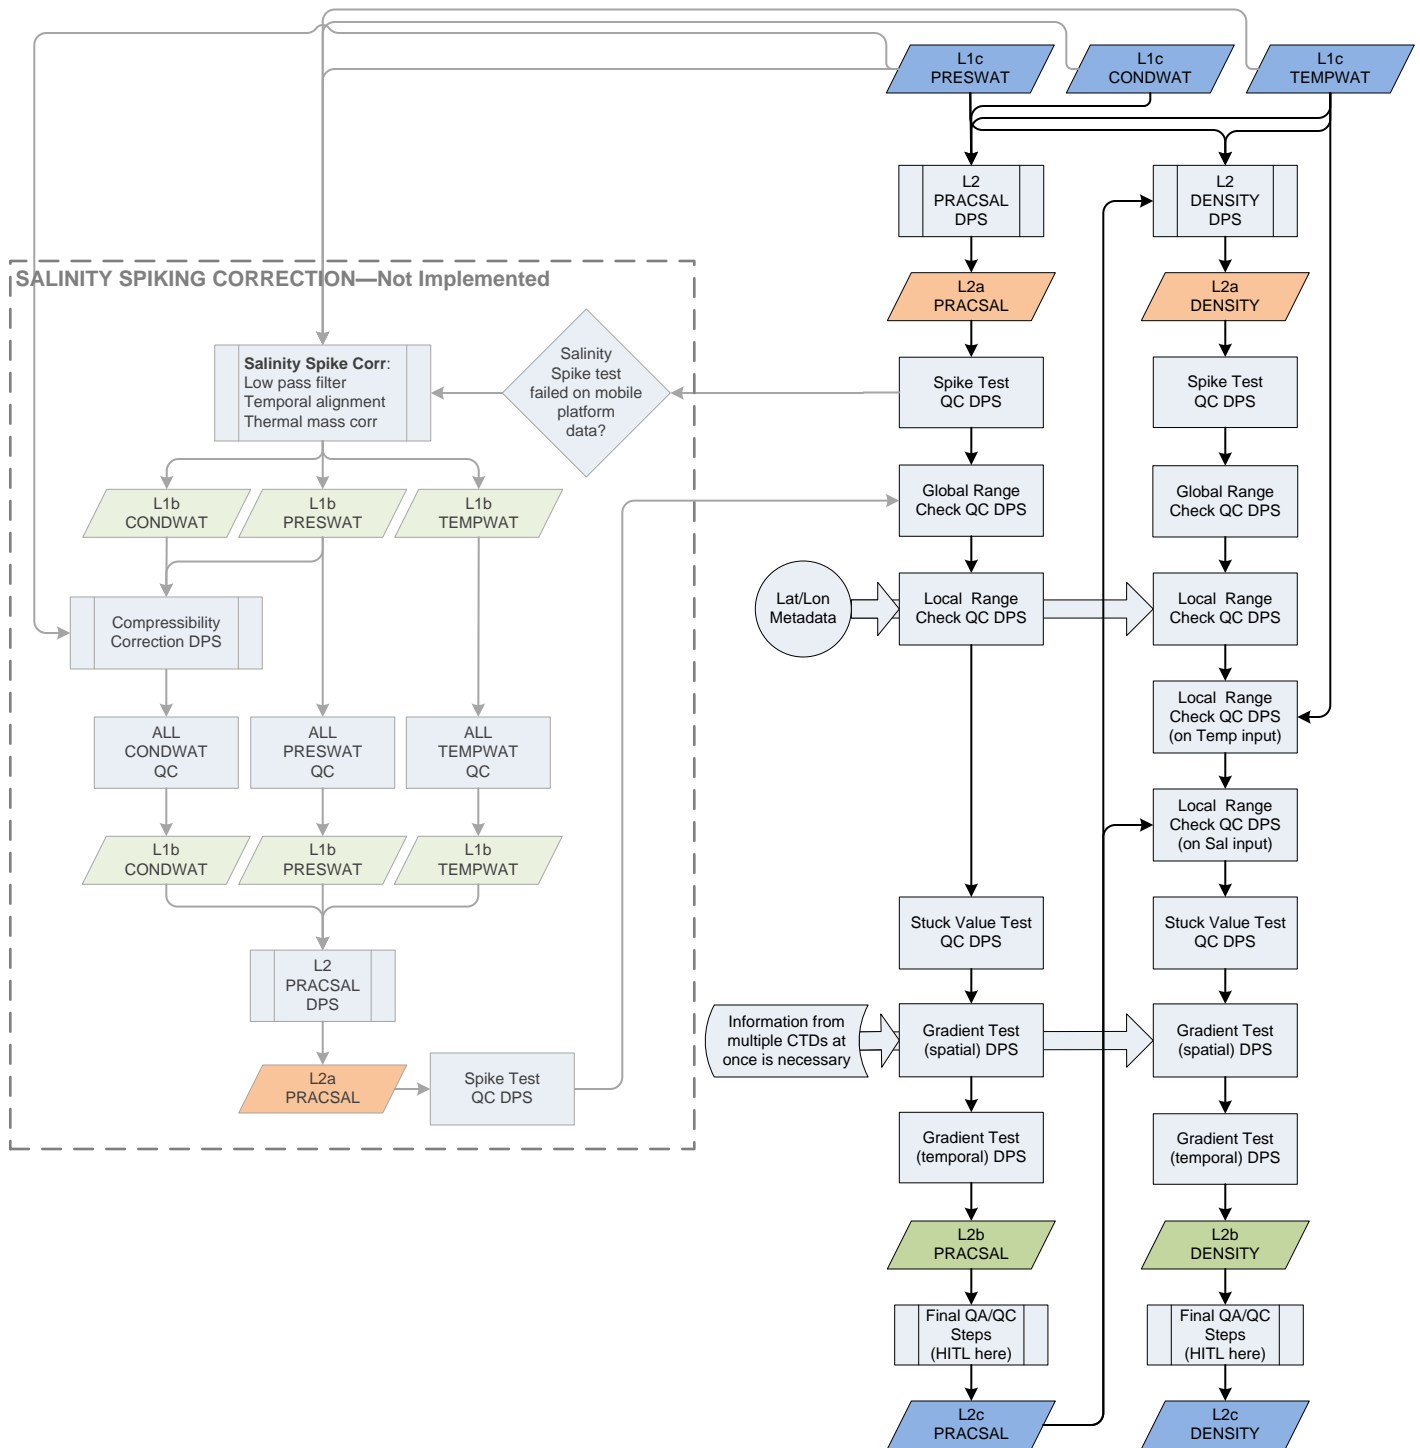 L1c
PRESWAT
L1c
CONDWAT
L1c
TEMPWAT
L2
PRACSAL
DPS
L2
DENSITY
DPS
SALINITY SPIKING CORRECTION—Not Implemented
L2a
PRACSAL
L2a
DENSITY
Salinity Spike Corr:
Low pass filter
Temporal alignment
Thermal mass corr
Salinity
Spike test
failed on mobile
platform
data?
Spike Test
QC DPS
Spike Test
QC DPS
L1b
CONDWAT
L1b
PRESWAT
L1b
TEMPWAT
Global Range
Check QC DPS
Global Range
Check QC DPS
Compressibility
Correction DPS
Lat/Lon
Metadata
Local Range
Check QC DPS
Local Range
Check QC DPS
ALL
CONDWAT
QC
ALL
PRESWAT
QC
ALL
TEMPWAT
QC
Local Range
Check QC DPS
(on Temp input)
Local Range
Check QC DPS
(on Sal input)
L1b
CONDWAT
L1b
PRESWAT
L1b
TEMPWAT
Stuck Value Test
QC DPS
Stuck Value Test
QC DPS
L2
PRACSAL
DPS
Information from
multiple CTDs at
once is necessary
Gradient Test
(spatial) DPS
Gradient Test
(spatial) DPS
L2a
PRACSAL
Spike Test
QC DPS
Gradient Test
(temporal) DPS
Gradient Test
(temporal) DPS
L2b
PRACSAL
L2b
DENSITY
Final QA/QC
Steps
(HITL here)
Final QA/QC
Steps
(HITL here)
L2c
PRACSAL
L2c
DENSITY